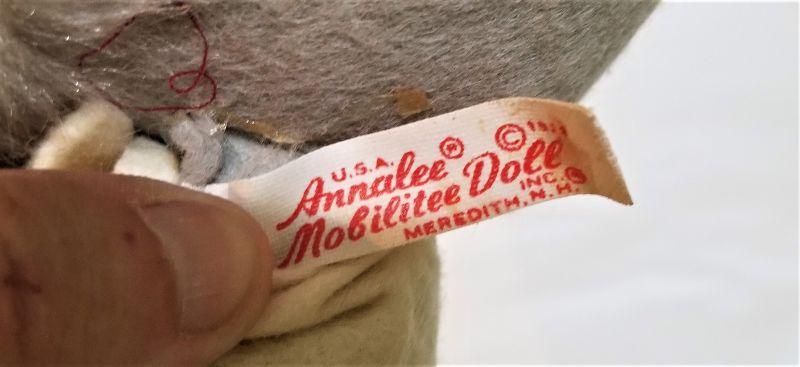 U.S.A. ©
Annalee®
Mobilitee Doll
INC.
MEREDITH, N.H.